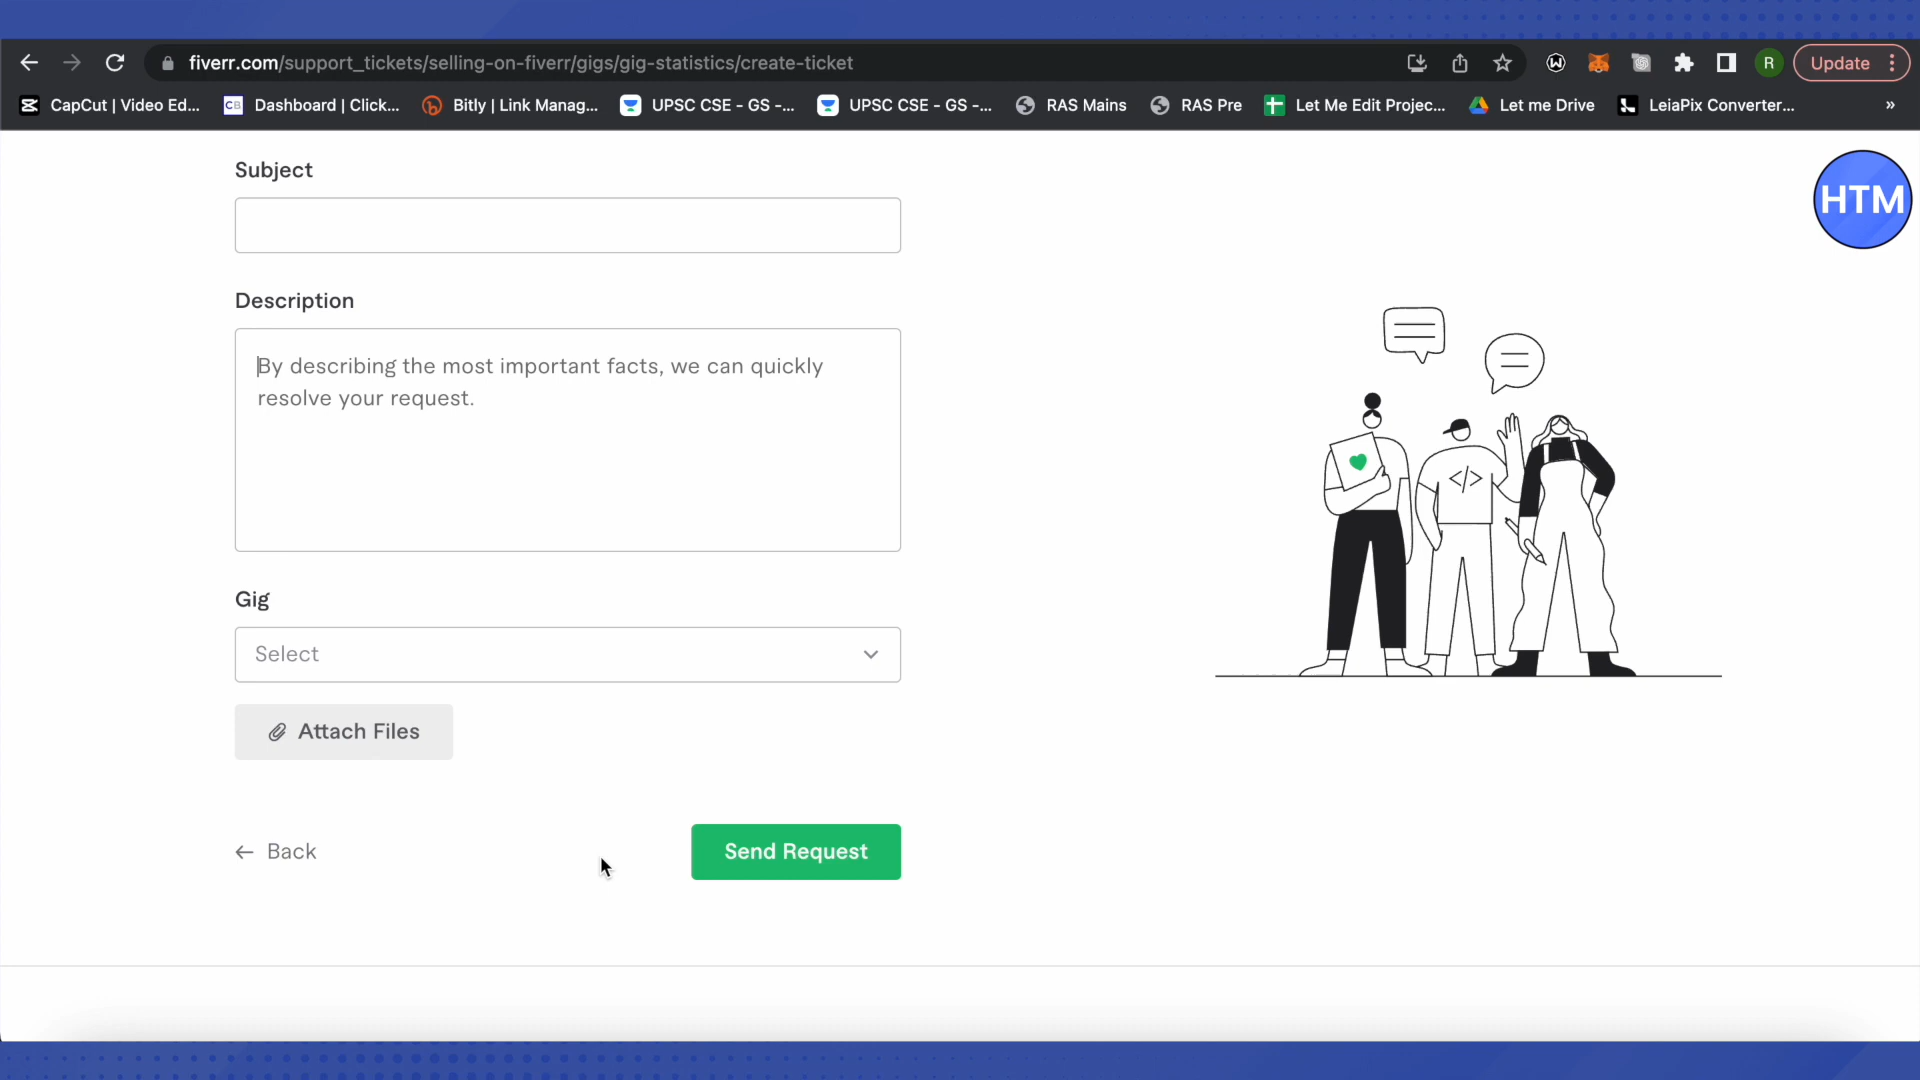 fiverr.com/support_tickets/selling-on-fiverr/gigs/gig-statistics/create-ticket
R
Update
CapCut | Video Ed...
CB
Dashboard | Click...
Bitly | Link Manag...
UPSC CSE - GS -...
UPSC CSE - GS -...
RAS Mains
RAS Pre
Let Me Edit Projec...
Let me Drive
LeiaPix Converter...
»
Subject
HTM
Description
By describing the most important facts, we can quickly
resolve your request.
</>
Gig
Select
Attach Files
Back
Send Request